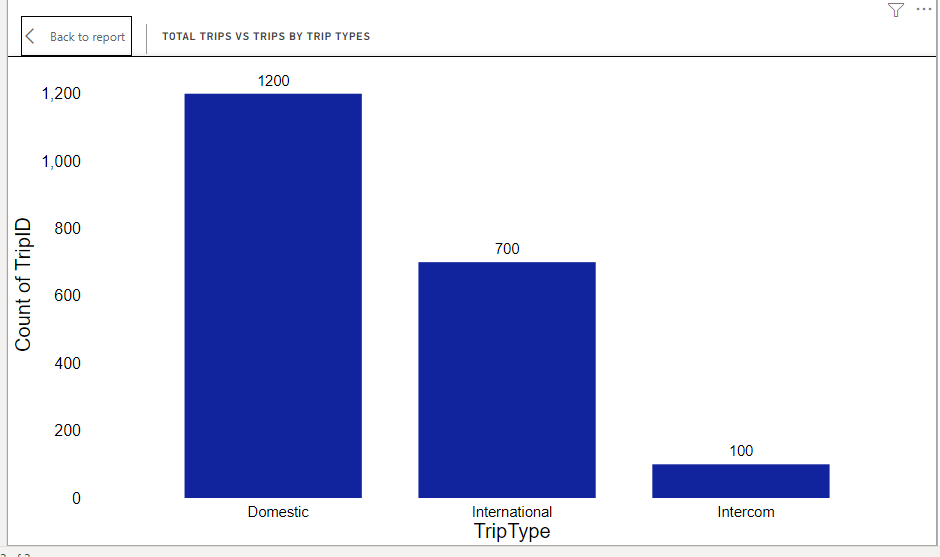 Back to report
TOTAL TRIPS VS TRIPS BY TRIP TYPES
Count of TripID
1,200
1,000
800
600
400
200
0
1200
700
100
Domestic
International
Intercom
TripType